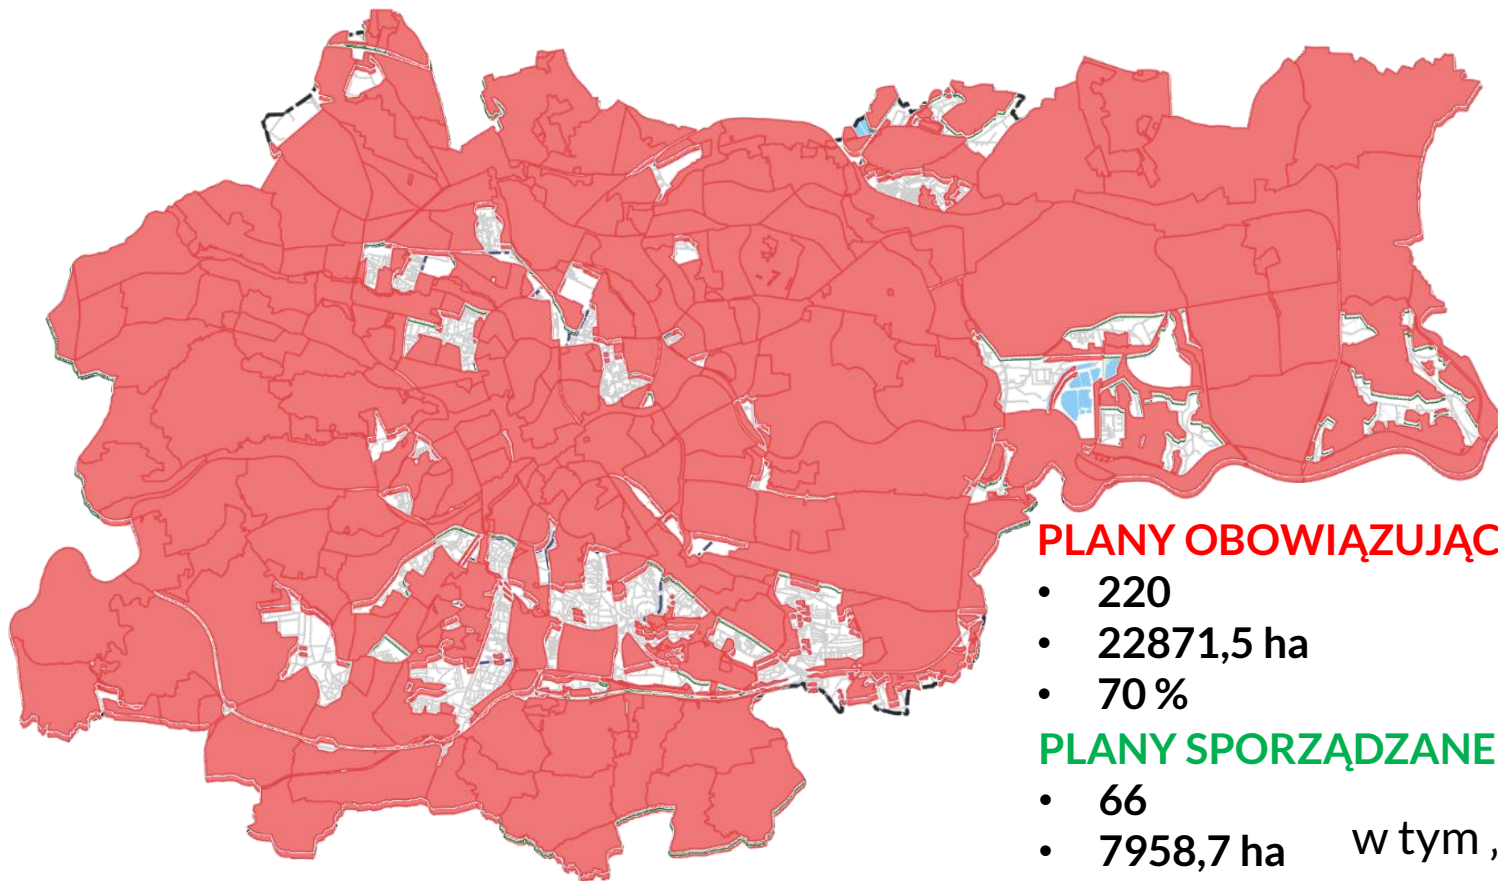 PLANY OBOWIĄZUJĄC
• 220
• 22871,5 ha
• 70 %
PLANY SPORZĄDZANE
• 66
• 7958,7 ha w tym ,